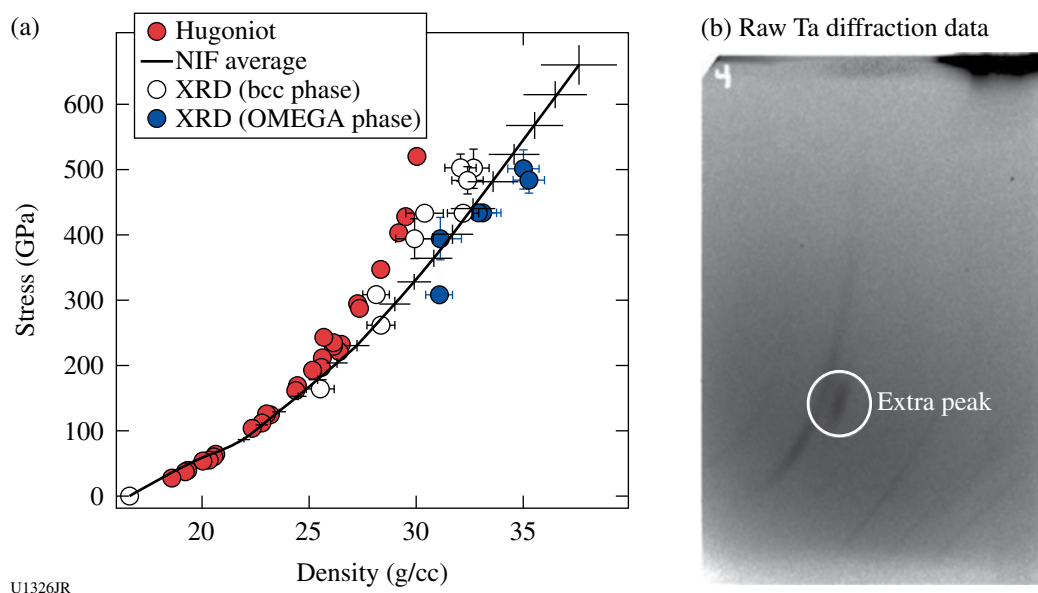 (a)
Hugoniot
NIF average
XRD (bcc phase)
XRD (OMEGA phase)
600
500
400
300
200
100
0
Stress (GPa)
20
25
30
35
Density (g/cc)
U1326JR
(b) Raw Ta diffraction data
4
Extra peak